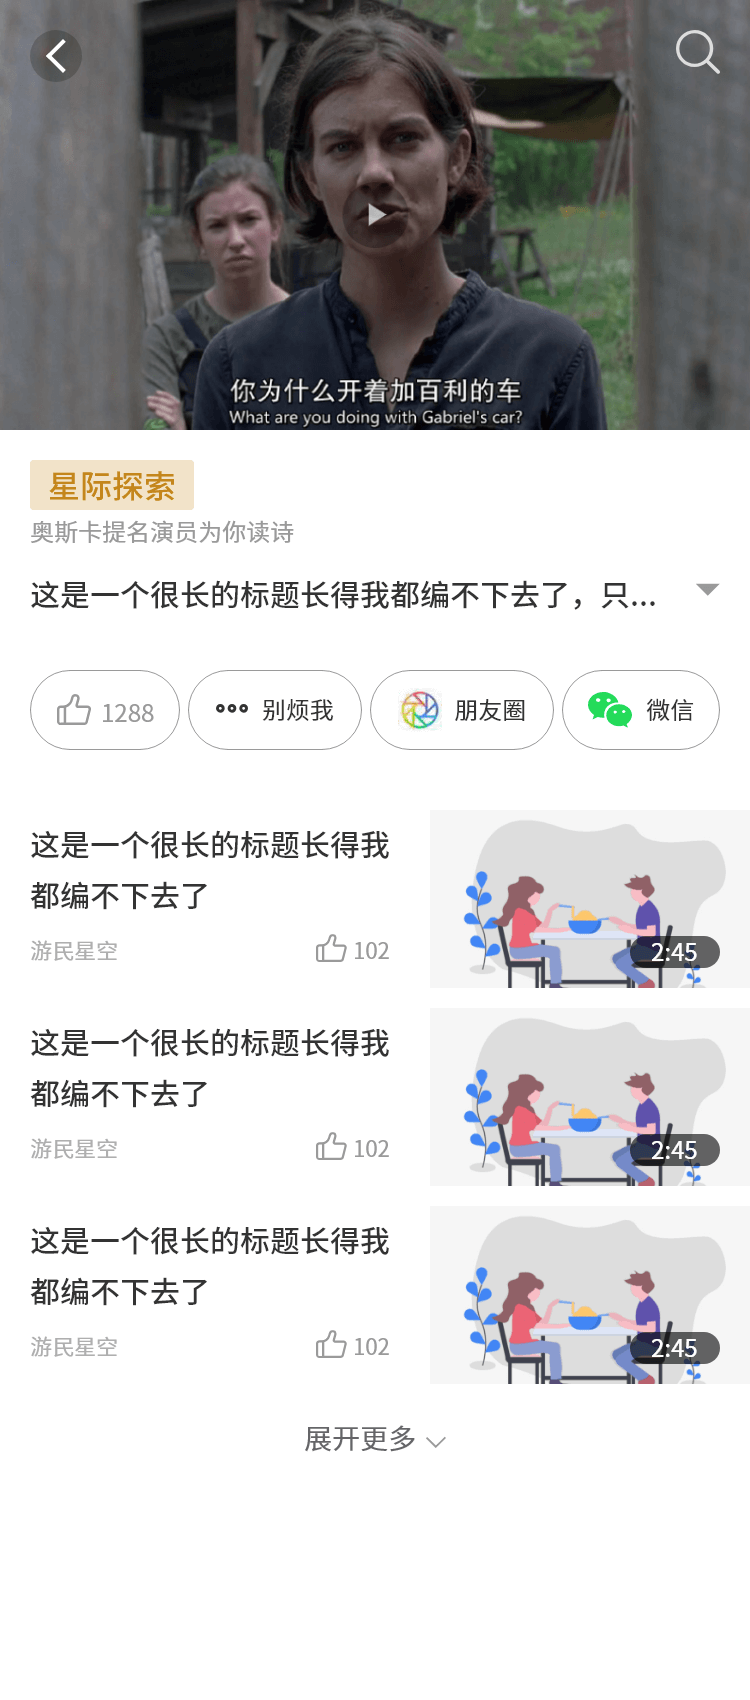 你为什么开着加百利的车
What are you doing with Gabriel's car?
星际探索
奥斯卡提名演员为你读诗
这是一个很长的标题长得我都编不下去了，只...
1288
别烦我
朋友圈
微信
这是一个很长的标题长得我
都编不下去了
游民星空
102
2:45
这是一个很长的标题长得我
都编不下去了
游民星空
102
2:45
这是一个很长的标题长得我
都编不下去了
游民星空
102
2:45
展开更多